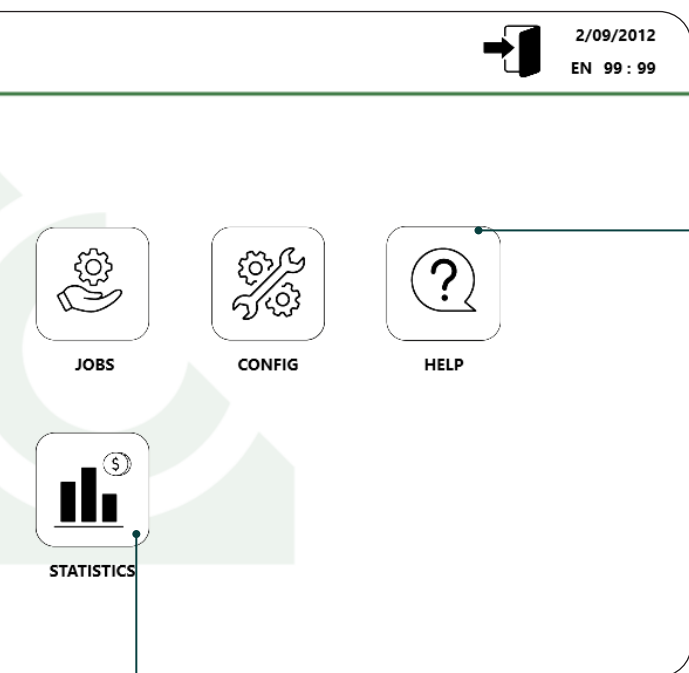 2/09/2012
EN 99 : 99
JOBS
CONFIG
HELP
$
STATISTICS